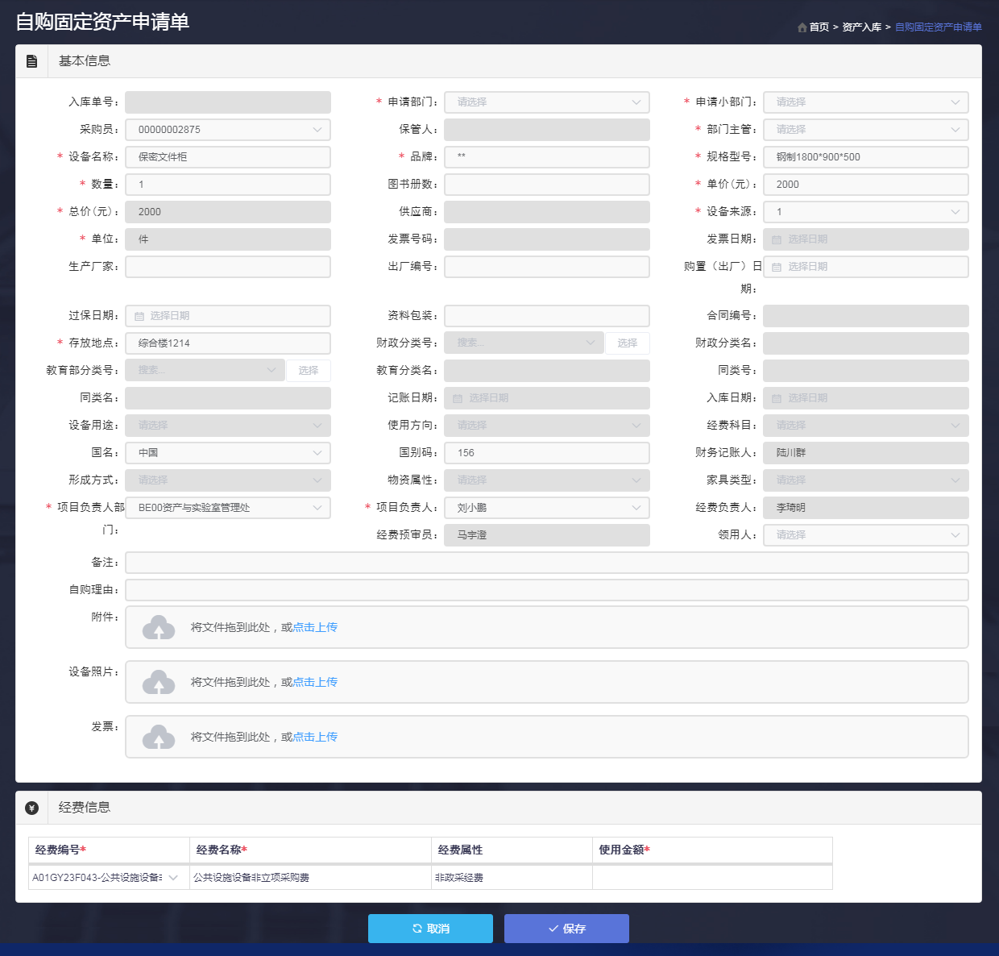 自购固定资产申请单
首页 > 资产入库 > 自购固定资产申请单
基本信息
入库单号：
* 申请部门： 请选择
* 申请小部门： 请选择
采购员： 00000002875
保管人：
* 部门主管： 请选择
* 设备名称： 保密文件柜
* 品牌： **
* 规格型号： 钢制1800*900*500
* 数量： 1
图书册数：
* 单价(元)： 2000
* 总价(元)： 2000
供应商：
* 设备来源： 1
* 单位： 件
发票号码：
发票日期： 选择日期
生产厂家：
出厂编号：
购置（出厂）日
期：
选择日期
过保日期： 选择日期
资料包装：
合同编号：
* 存放地点： 综合楼1214
财政分类号： 搜索... 选择
财政分类名：
教育部分类号： 搜索... 选择
教育分类名：
同类号：
同类名：
记账日期： 选择日期
入库日期： 选择日期
设备用途： 请选择
使用方向： 请选择
经费科目： 请选择
国名： 中国
国别码： 156
财务记账人： 陆川群
形成方式： 请选择
物资属性： 请选择
家具类型： 请选择
* 项目负责人部
门：
BE00资产与实验室管理处
* 项目负责人： 刘小鹏
经费负责人： 李琦明
经费预审员： 马宇澄
领用人： 请选择
备注：
自购理由：
附件： 将文件拖到此处，或点击上传
设备照片： 将文件拖到此处，或点击上传
发票： 将文件拖到此处，或点击上传
经费信息
经费编号* 经费名称* 经费属性 使用金额*
A01GY23F043-公共设施设备 公共设施设备非立项采购费 非政采经费
取消 保存